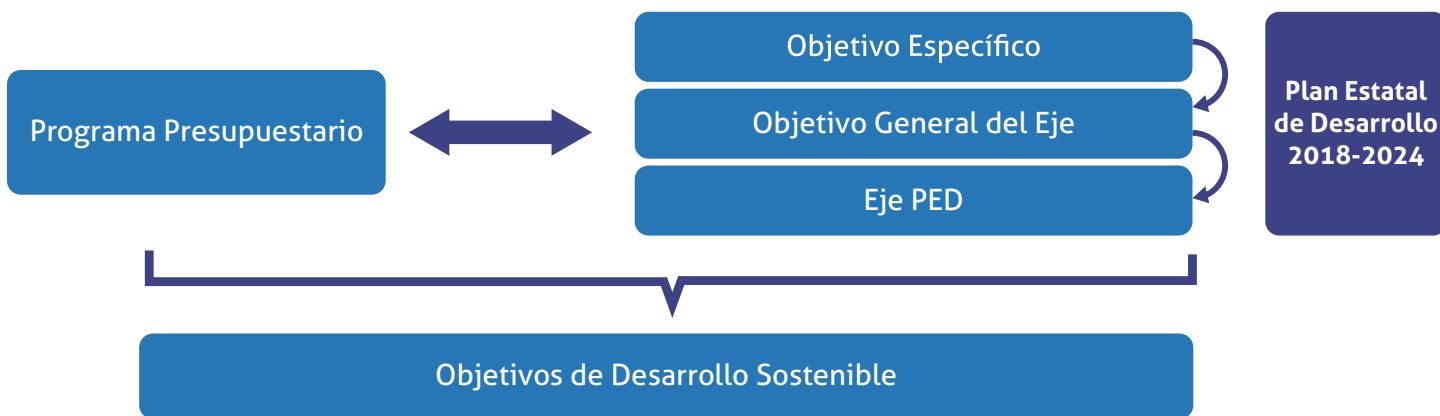 Programa Presupuestario
Objetivo Específico
Objetivo General del Eje
Eje PED
Plan Estatal
de Desarrollo
2018-2024
Objetivos de Desarrollo Sostenible